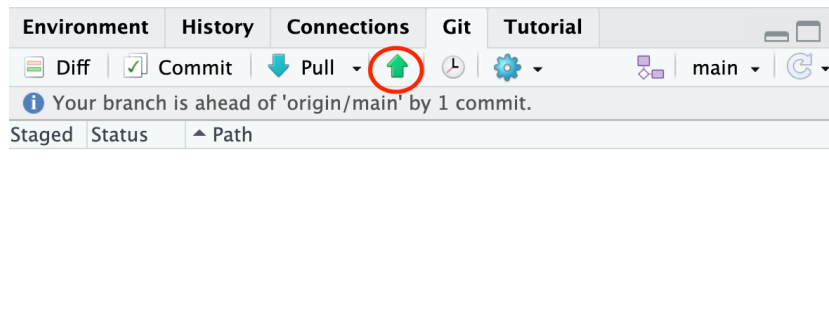 Environment History Connections Git Tutorial
Diff Commit Pull main
Your branch is ahead of 'origin/main' by 1 commit.
Staged Status Path